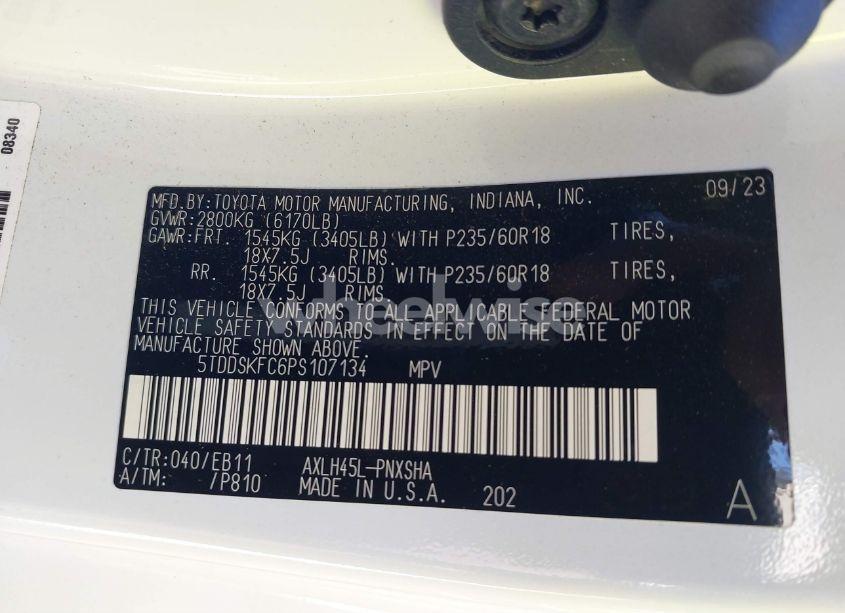 08340
MFD.BY:TOYOTA MOTOR MANUFACTURING, INDIANA, INC. 09/23
GVWR:2800KG (6170LB)
GAWR:FRT. 1545KG (3405LB) WITH P235/60R18 TIRES,
18X7.5J RIMS.
RR. 1545KG (3405LB) WITH P235/60R18 TIRES,
18X7.5J RIMS.
THIS VEHICLE CONFORMS TO ALL APPLICABLE FEDERAL MOTOR
VEHICLE SAFETY STANDARDS IN EFFECT ON THE DATE OF
MANUFACTURE SHOWN ABOVE.
5TDDSKFC6PS107134 MPV
C/TR:040/EB11 AXLH45L-PNXSHA
A/TM: /P810 MADE IN U.S.A. 202 A
wheelwise